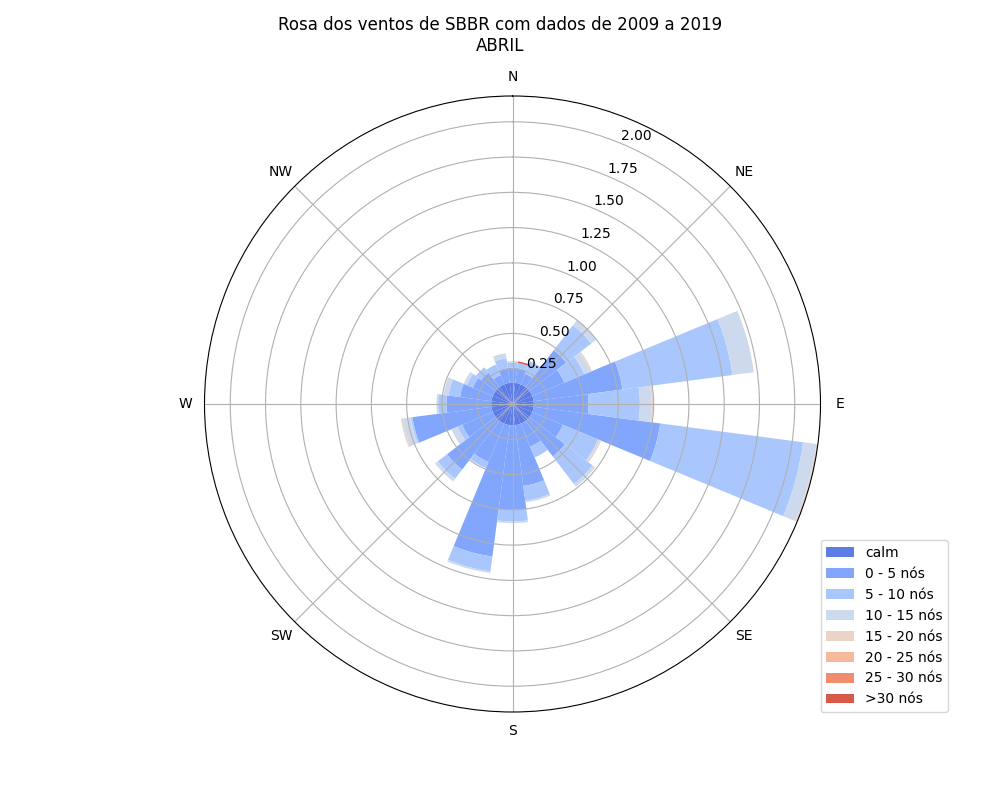 Rosa dos ventos de SBBR com dados de 2009 a 2019
ABRIL
N
NW
NE
2.00
1.75
1.50
1.25
1.00
0.75
0.50
0.25
W
E
SW
SE
S
calm
0 - 5 nós
5 - 10 nós
10 - 15 nós
15 - 20 nós
20 - 25 nós
25 - 30 nós
>30 nós